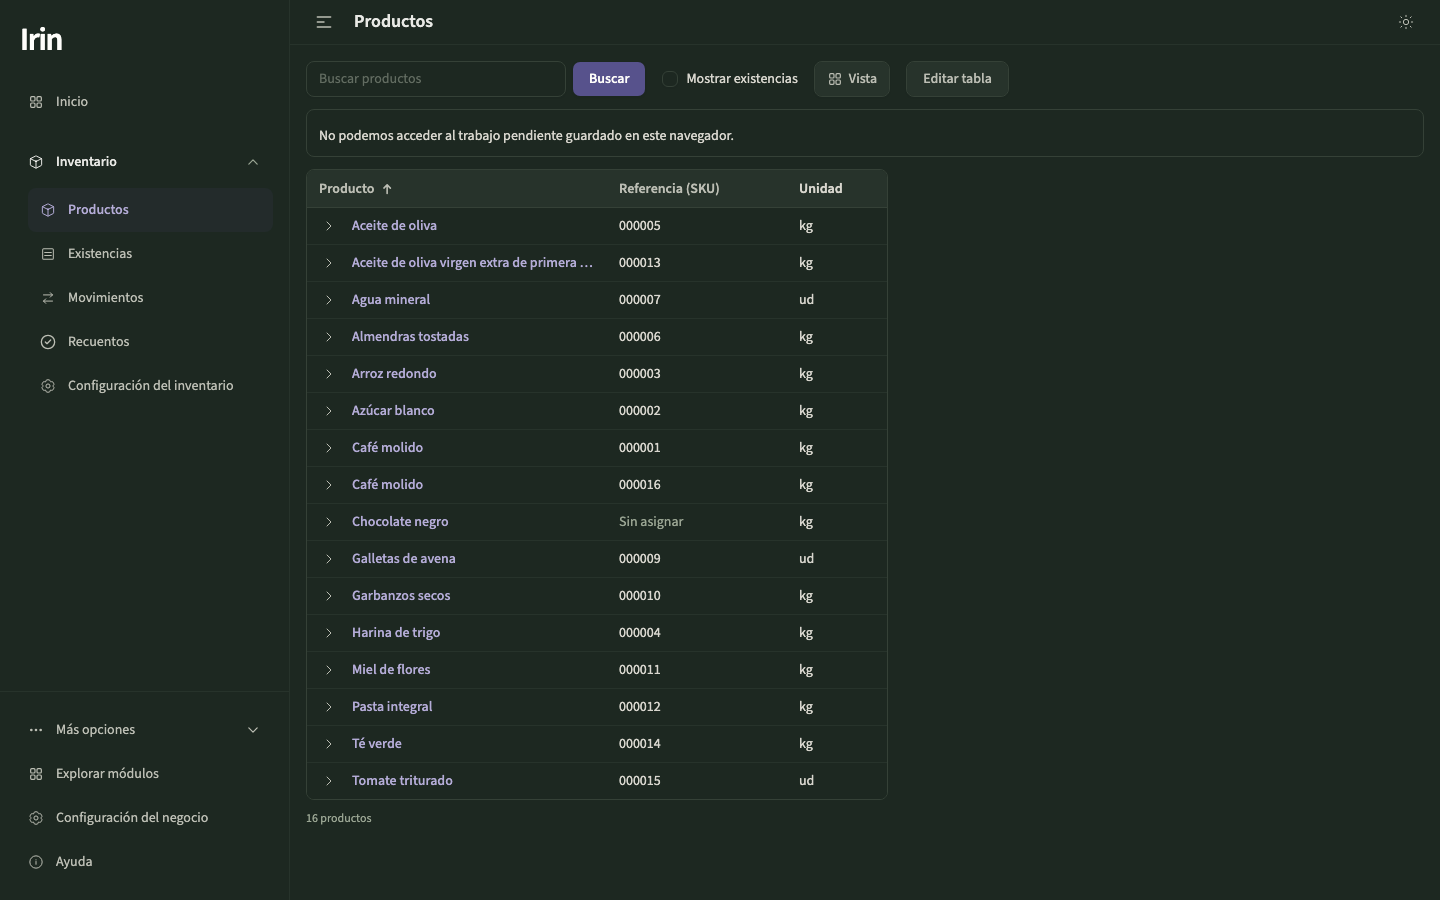 Irin
Productos
Inicio
Inventario
Productos
Existencias
Movimientos
Recuentos
Configuración del inventario
Más opciones
Explorar módulos
Configuración del negocio
Ayuda
Buscar productos Buscar Mostrar existencias Vista Editar tabla
No podemos acceder al trabajo pendiente guardado en este navegador.
Producto Referencia (SKU) Unidad
Aceite de oliva 000005 kg
Aceite de oliva virgen extra de primera … 000013 kg
Agua mineral 000007 ud
Almendras tostadas 000006 kg
Arroz redondo 000003 kg
Azúcar blanco 000002 kg
Café molido 000001 kg
Café molido 000016 kg
Chocolate negro Sin asignar kg
Galletas de avena 000009 ud
Garbanzos secos 000010 kg
Harina de trigo 000004 kg
Miel de flores 000011 kg
Pasta integral 000012 kg
Té verde 000014 kg
Tomate triturado 000015 ud
16 productos